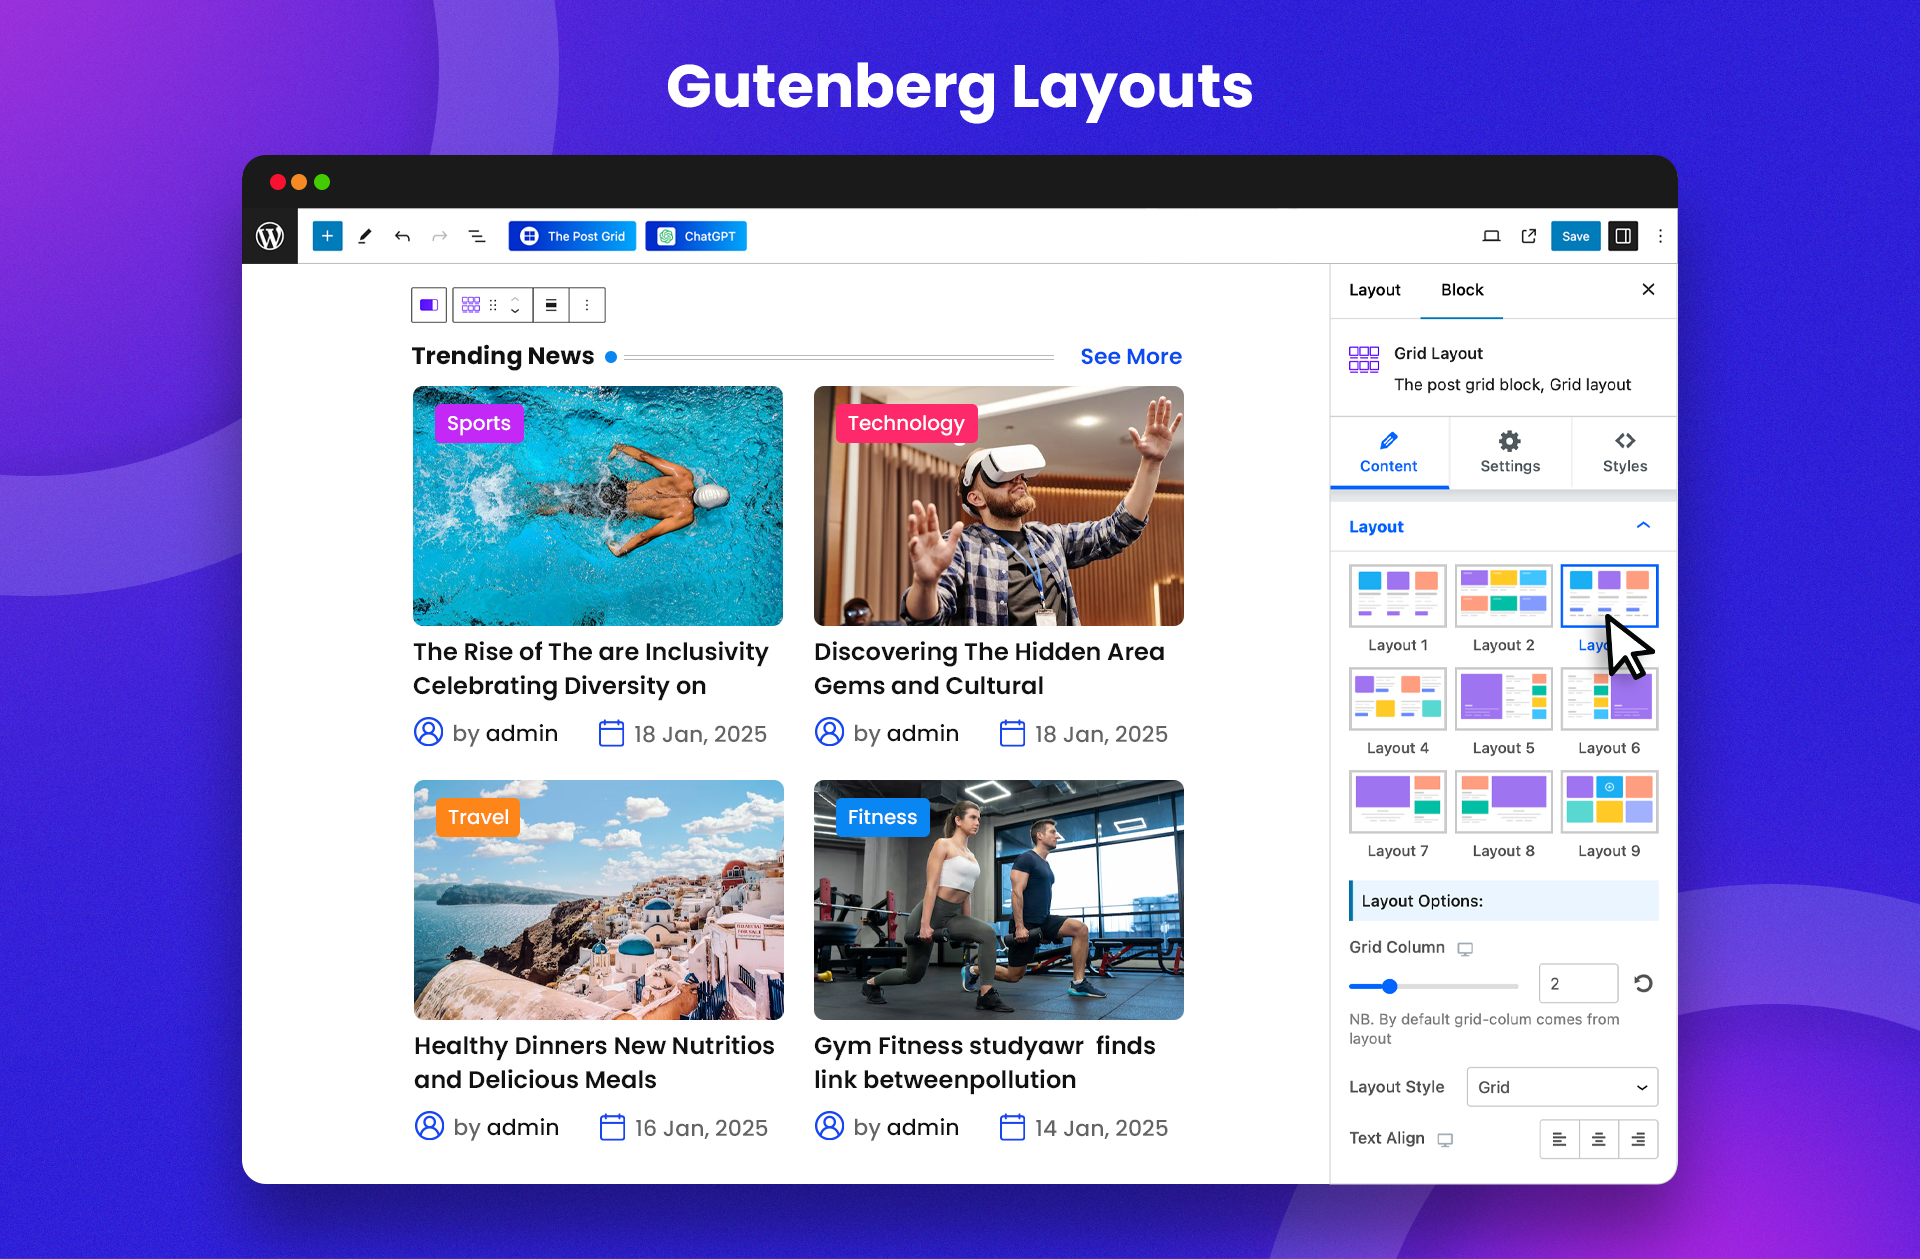 Gutenberg Layouts
The Post Grid
ChatGPT
Save
Layout
Block
Trending News
See More
Grid Layout
The post grid block, Grid layout
Content
Settings
Styles
Sports
Technology
The Rise of The are Inclusivity
Celebrating Diversity on
by admin
18 Jan, 2025
Discovering The Hidden Area
Gems and Cultural
by admin
18 Jan, 2025
Travel
Fitness
Healthy Dinners New Nutritios
and Delicious Meals
by admin
16 Jan, 2025
Gym Fitness studyawr  finds
link betweenpollution
by admin
14 Jan, 2025
Layout
Layout 1
Layout 2
Layout 4
Layout 5
Layout 6
Layout 7
Layout 8
Layout 9
Layout Options:
Grid Column
2
NB. By default grid-colum comes from
layout
Layout Style
Grid
Text Align